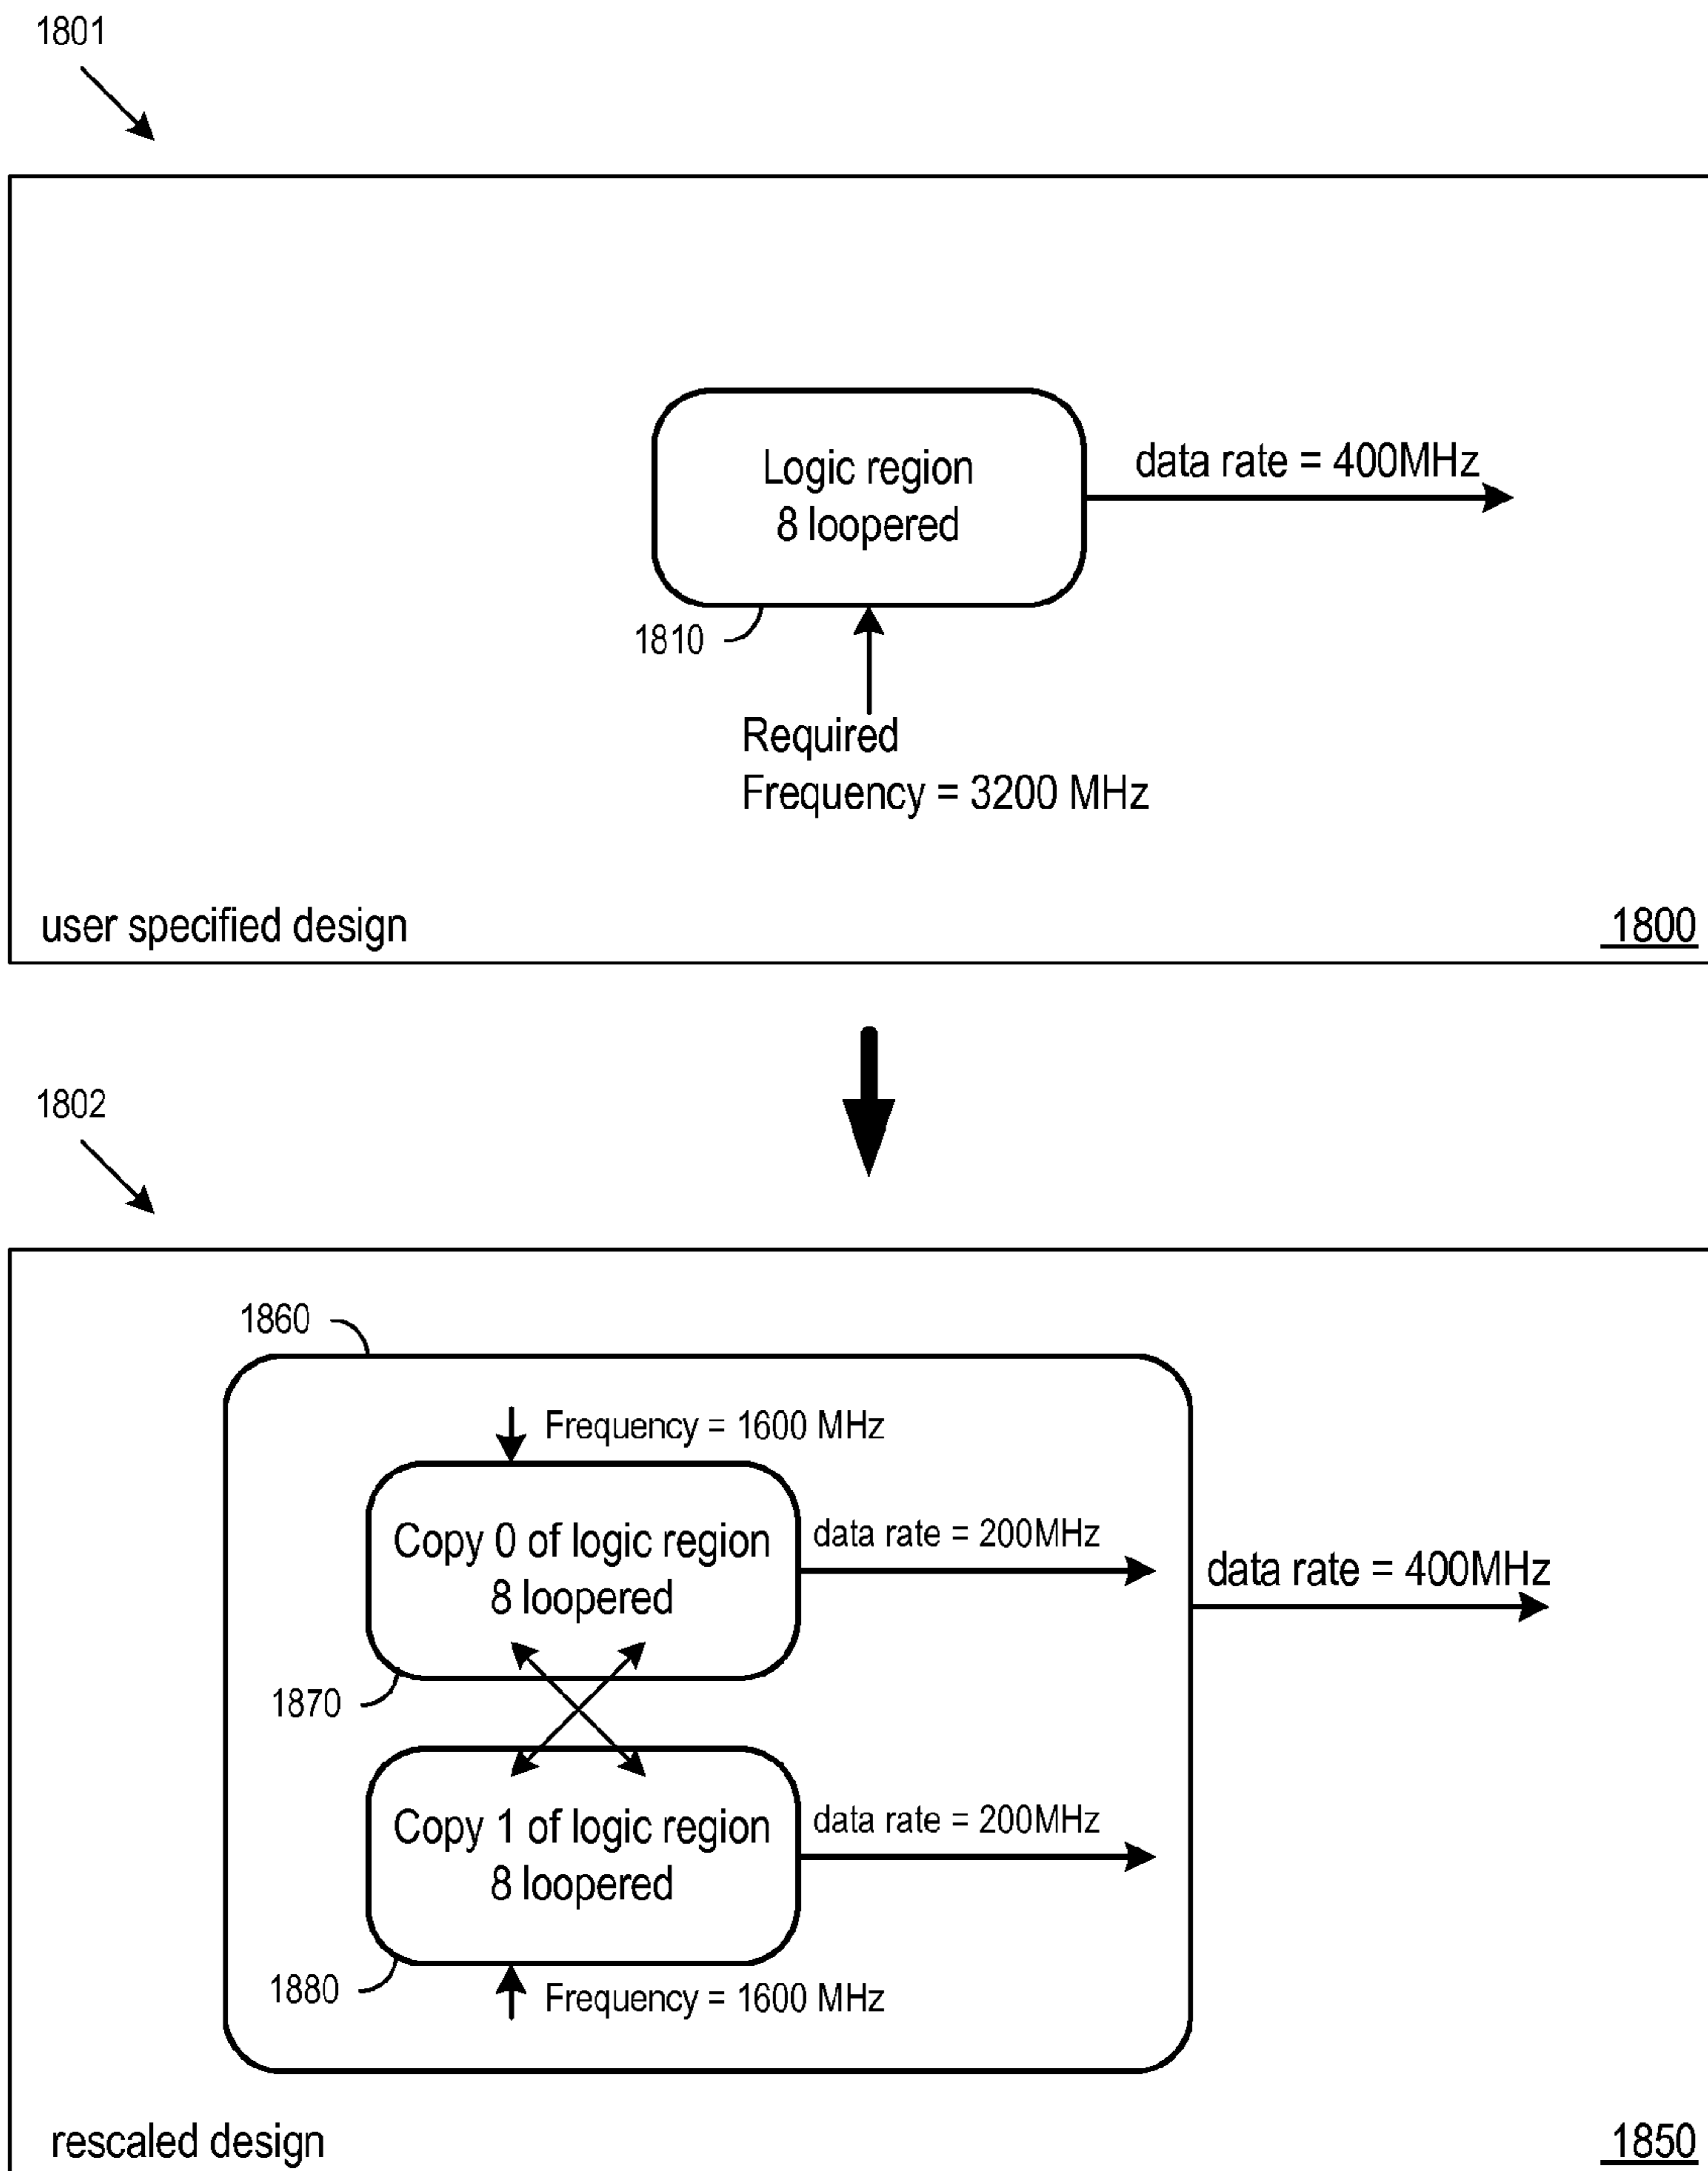 1801
Logic region
8 loopered
data rate = 400MHz
1810
Required
Frequency = 3200 MHz
user specified design
1800
1802
1860
Frequency = 1600 MHz
Copy 0 of logic region
8 loopered
data rate = 200MHz
data rate = 400MHz
1870
Copy 1 of logic region
8 loopered
data rate = 200MHz
1880
Frequency = 1600 MHz
rescaled design
1850